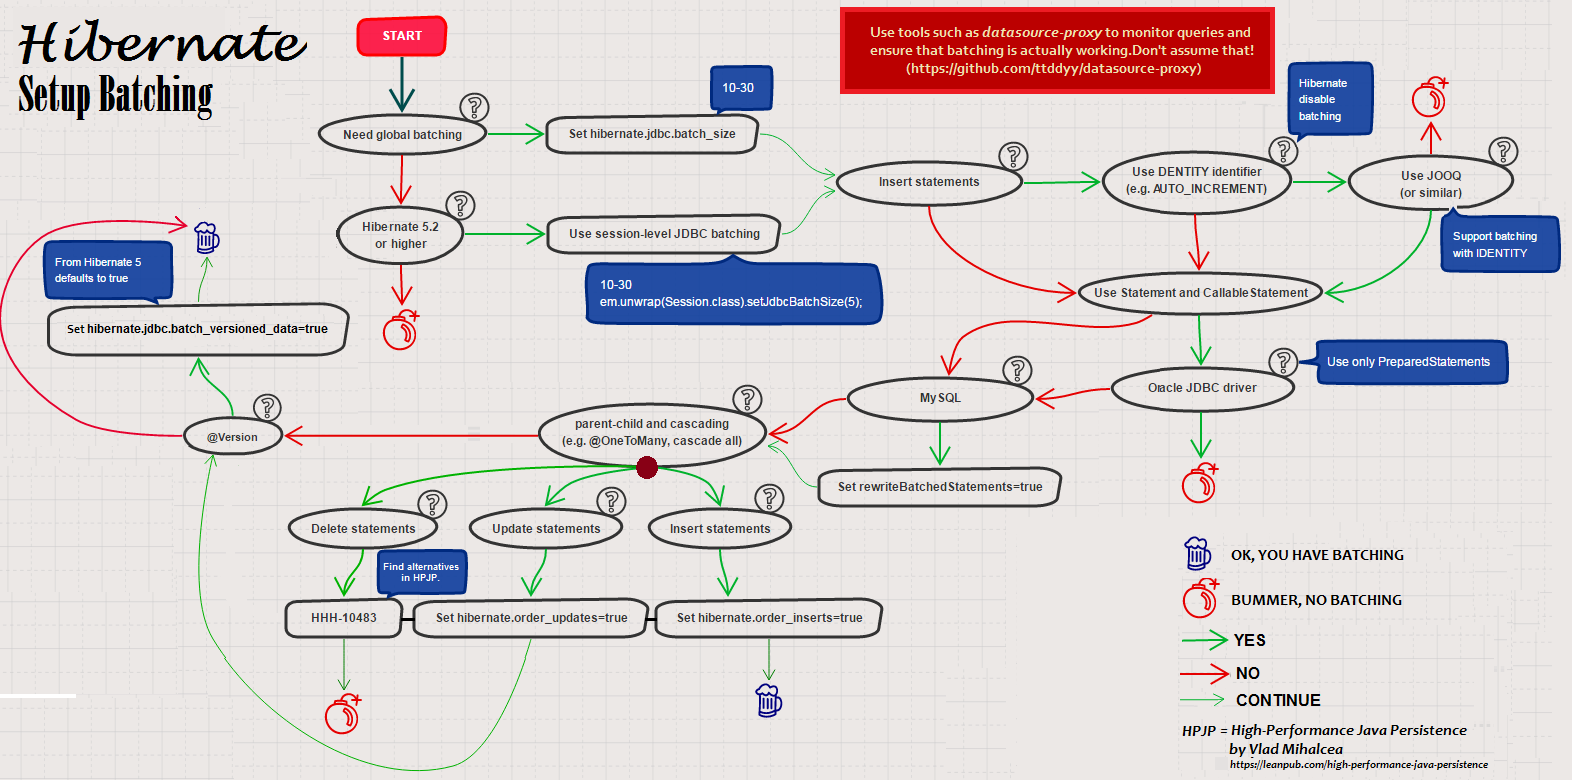 Hibernate
Setup Batching
START
Use tools such as datasource-proxy to monitor queries and
ensure that batching is actually working.Don't assume that!
(https://github.com/ttddyy/datasource-proxy)
10-30
Hibernate
disable
batching
Need global batching
?
Set hibernate.jdbc.batch_size
Insert statements
?
Use DENTITY identifier
(e.g. AUTO_INCREMENT)
?
Use JOOQ
(or similar)
?
Support batching
with IDENTITY
Hibernate 5.2
or higher
?
Use session-level JDBC batching
10-30
em.unwrap(Session.class).setJdbcBatchSize(5);
From Hibernate 5
defaults to true
Set hibernate.jdbc.batch_versioned_data=true
Use Statement and CallableStatement
Oracle JDBC driver
?
Use only PreparedStatements
MySQL
?
parent-child and cascading
(e.g. @OneToMany, cascade all)
?
@Version
?
Set rewriteBatchedStatements=true
Delete statements
?
Update statements
?
Insert statements
?
Find alternatives
in HPJP.
HHH-10483
Set hibernate.order_updates=true
Set hibernate.order_inserts=true
OK, YOU HAVE BATCHING
BUMMER, NO BATCHING
YES
NO
CONTINUE
HPJP = High-Performance Java Persistence
by Vlad Mihalcea
https://leanpub.com/high-performance-java-persistence